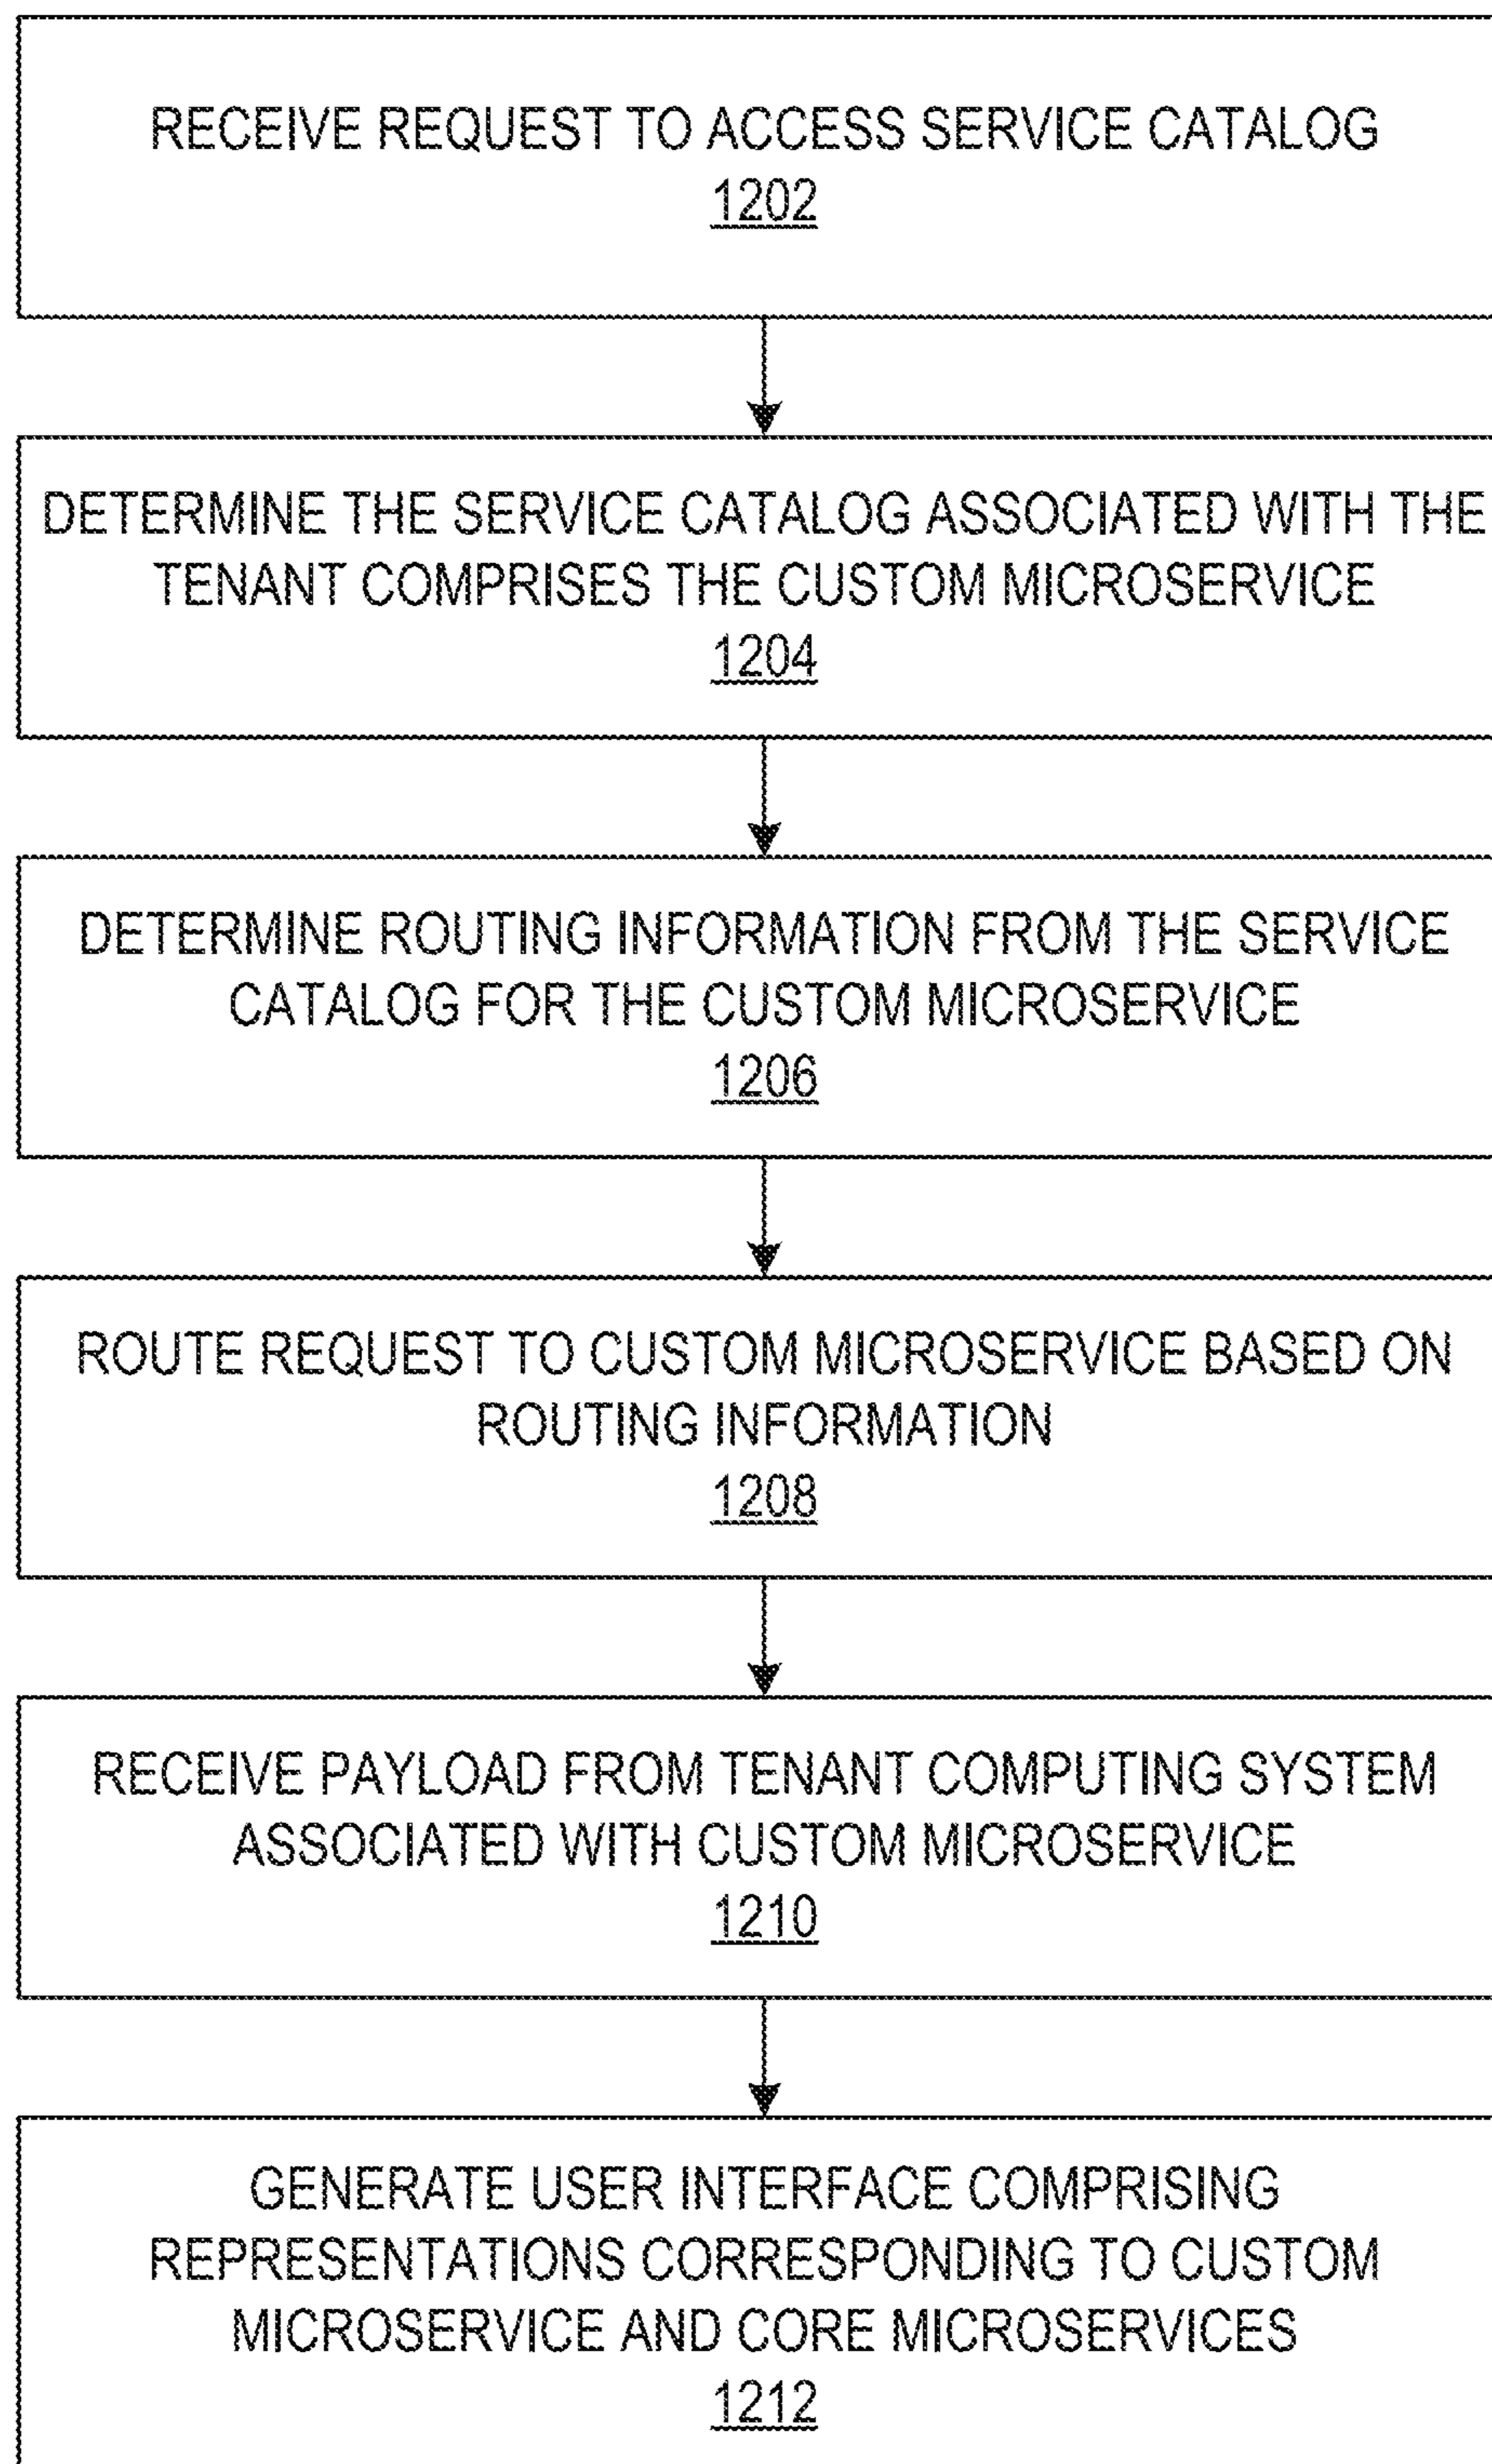 RECEIVE REQUEST TO ACCESS SERVICE CATALOG
1202
DETERMINE THE SERVICE CATALOG ASSOCIATED WITH THE
TENANT COMPRISES THE CUSTOM MICROSERVICE
1204
DETERMINE ROUTING INFORMATION FROM THE SERVICE
CATALOG FOR THE CUSTOM MICROSERVICE
1206
ROUTE REQUEST TO CUSTOM MICROSERVICE BASED ON
ROUTING INFORMATION
1208
RECEIVE PAYLOAD FROM TENANT COMPUTING SYSTEM
ASSOCIATED WITH CUSTOM MICROSERVICE
1210
GENERATE USER INTERFACE COMPRISING
REPRESENTATIONS CORRESPONDING TO CUSTOM
MICROSERVICE AND CORE MICROSERVICES
1212